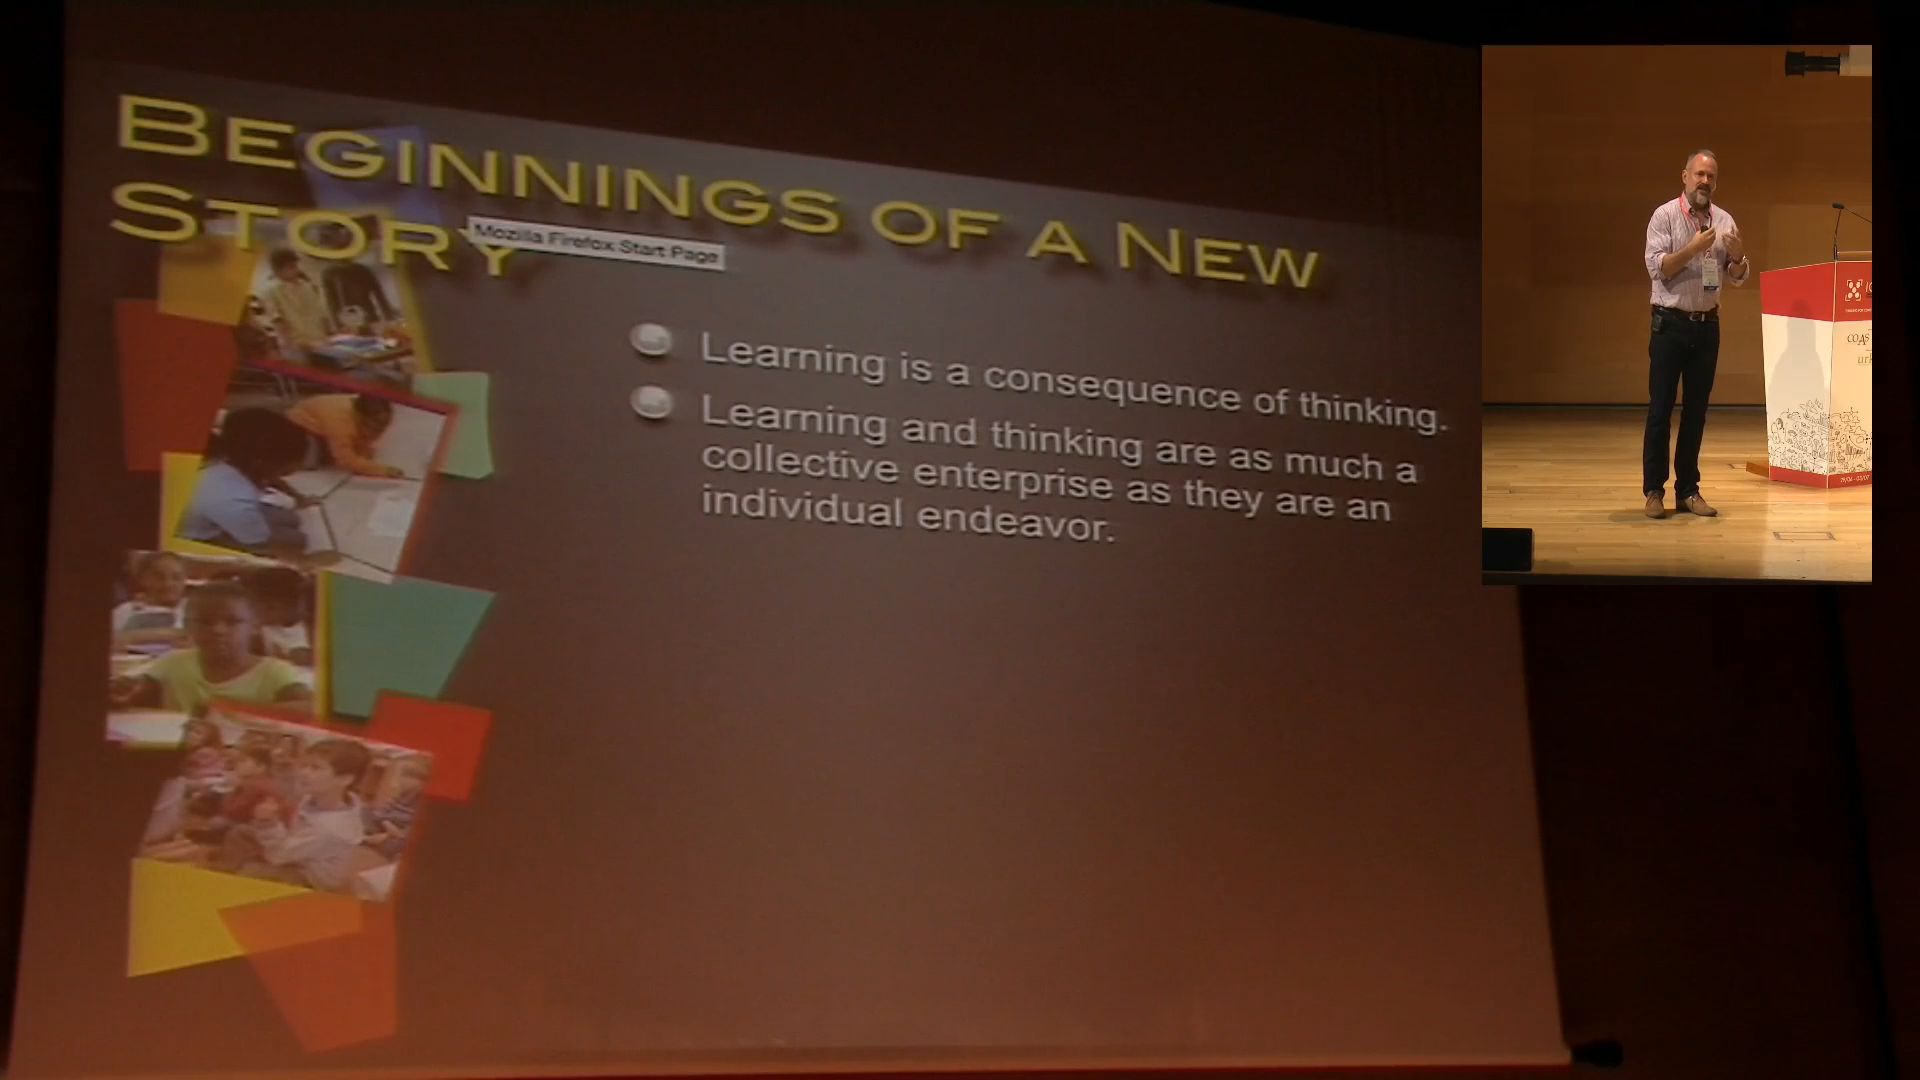 BEGINNINGS OF A NEW
STORY
Mozilla Firefox Start Page
Learning is a consequence of thinking.
Learning and thinking are as much a
collective enterprise as they are an
individual endeavor.